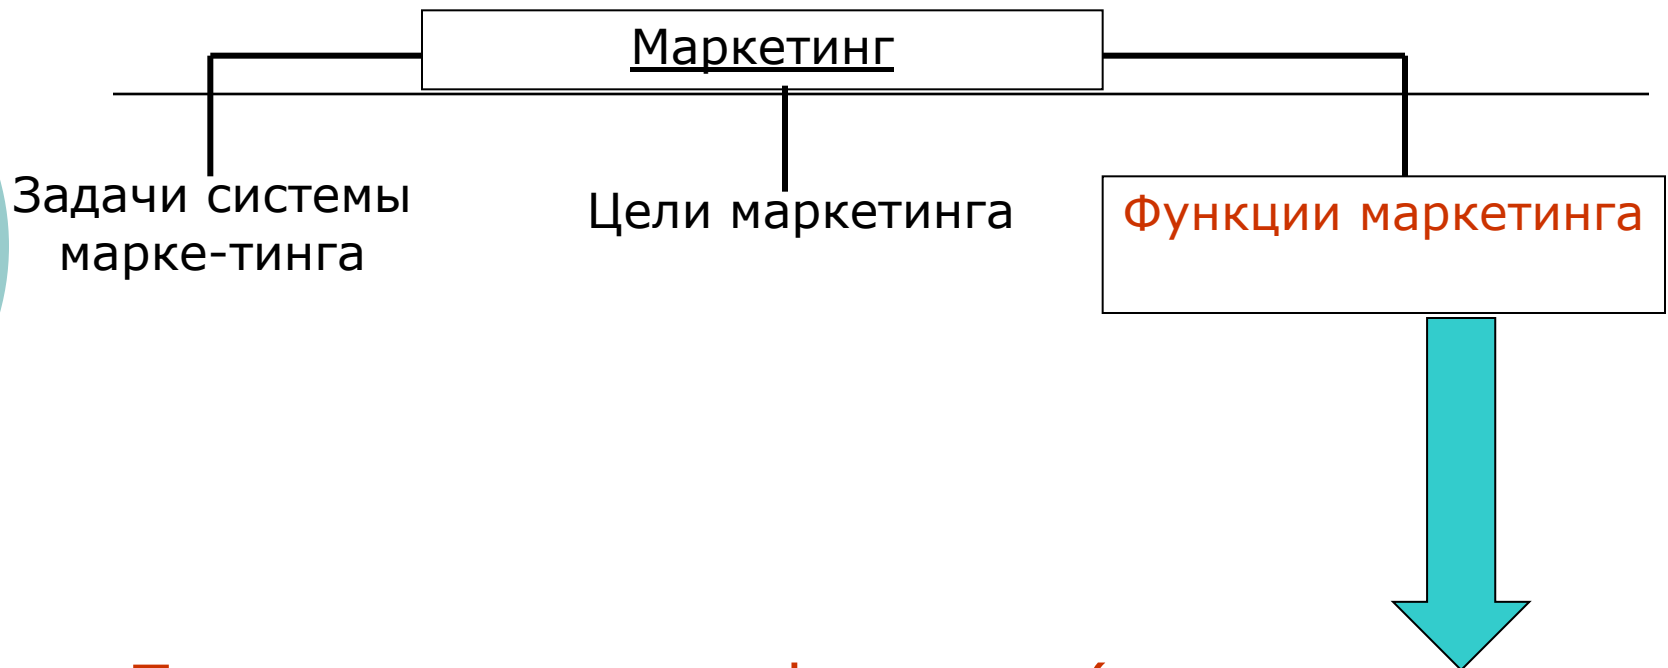 Маркетинг
Задачи системы
марке-тинга
Цели маркетинга
Функции маркетинга